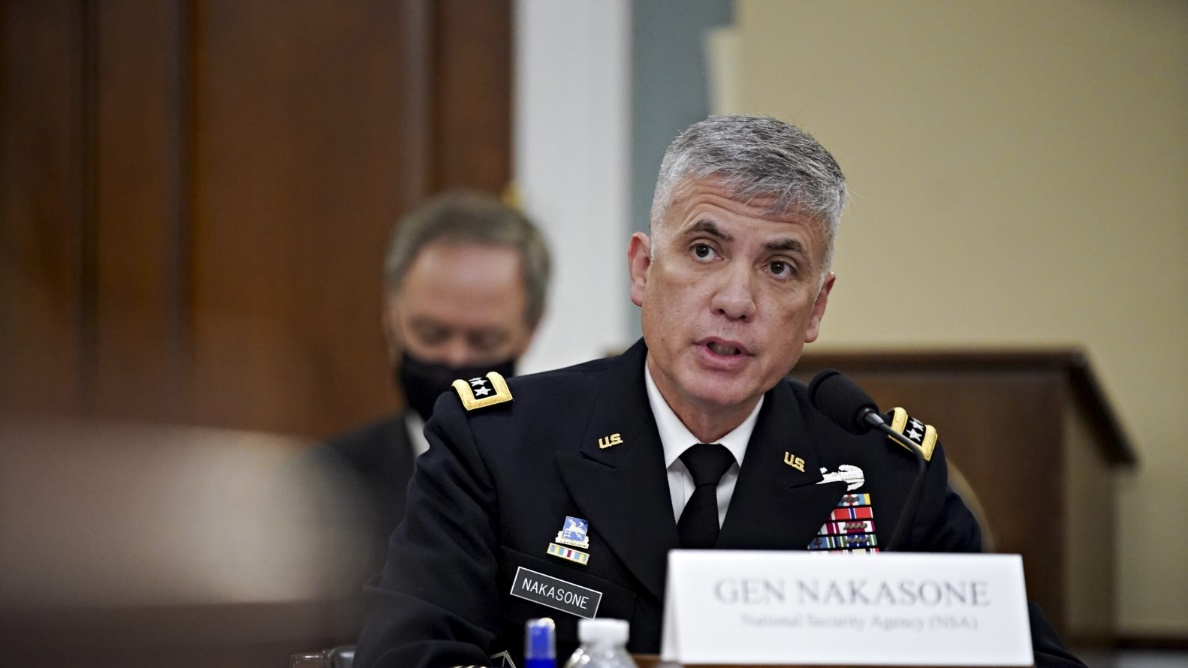 U.S.
U.S.
NAKASONE
GEN NAKASONE
National Security Agency (NSA)